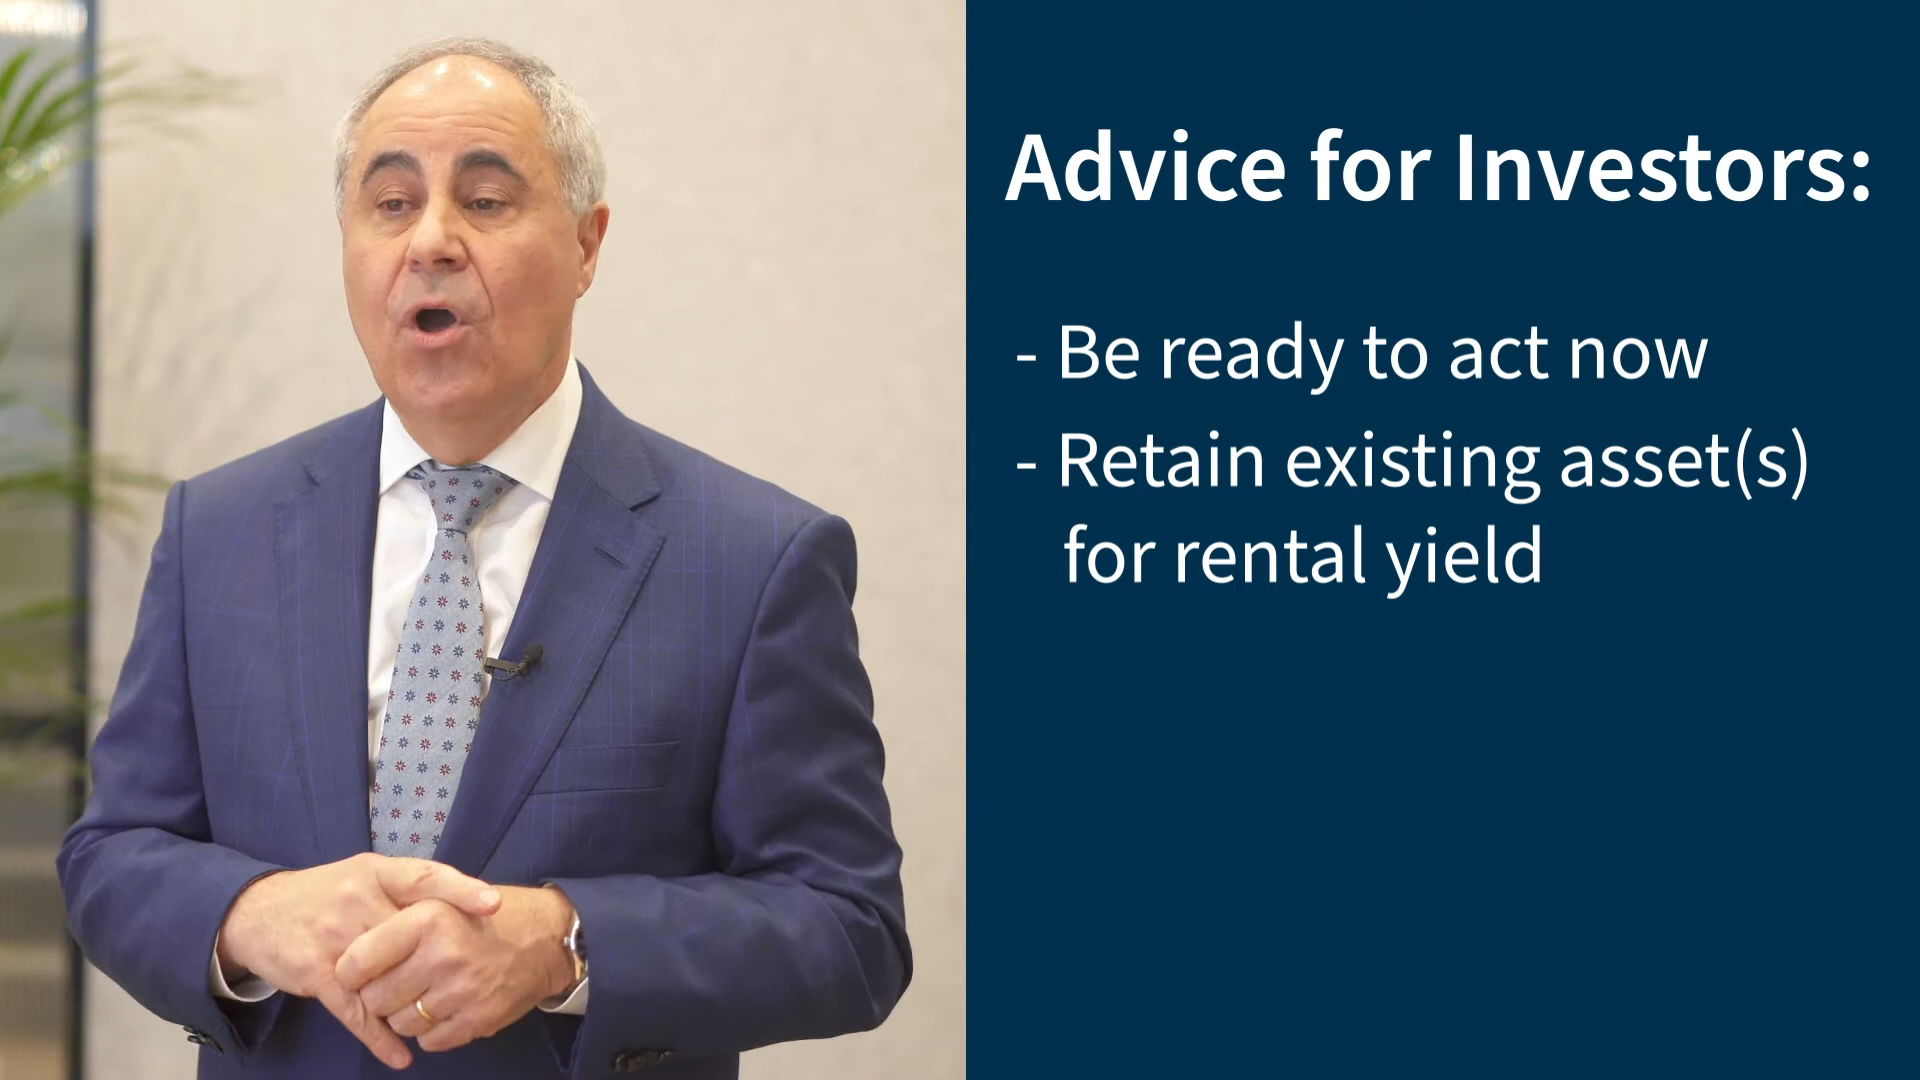 Advice for Investors:
- Be ready to act now
- Retain existing asset(s)
for rental yield